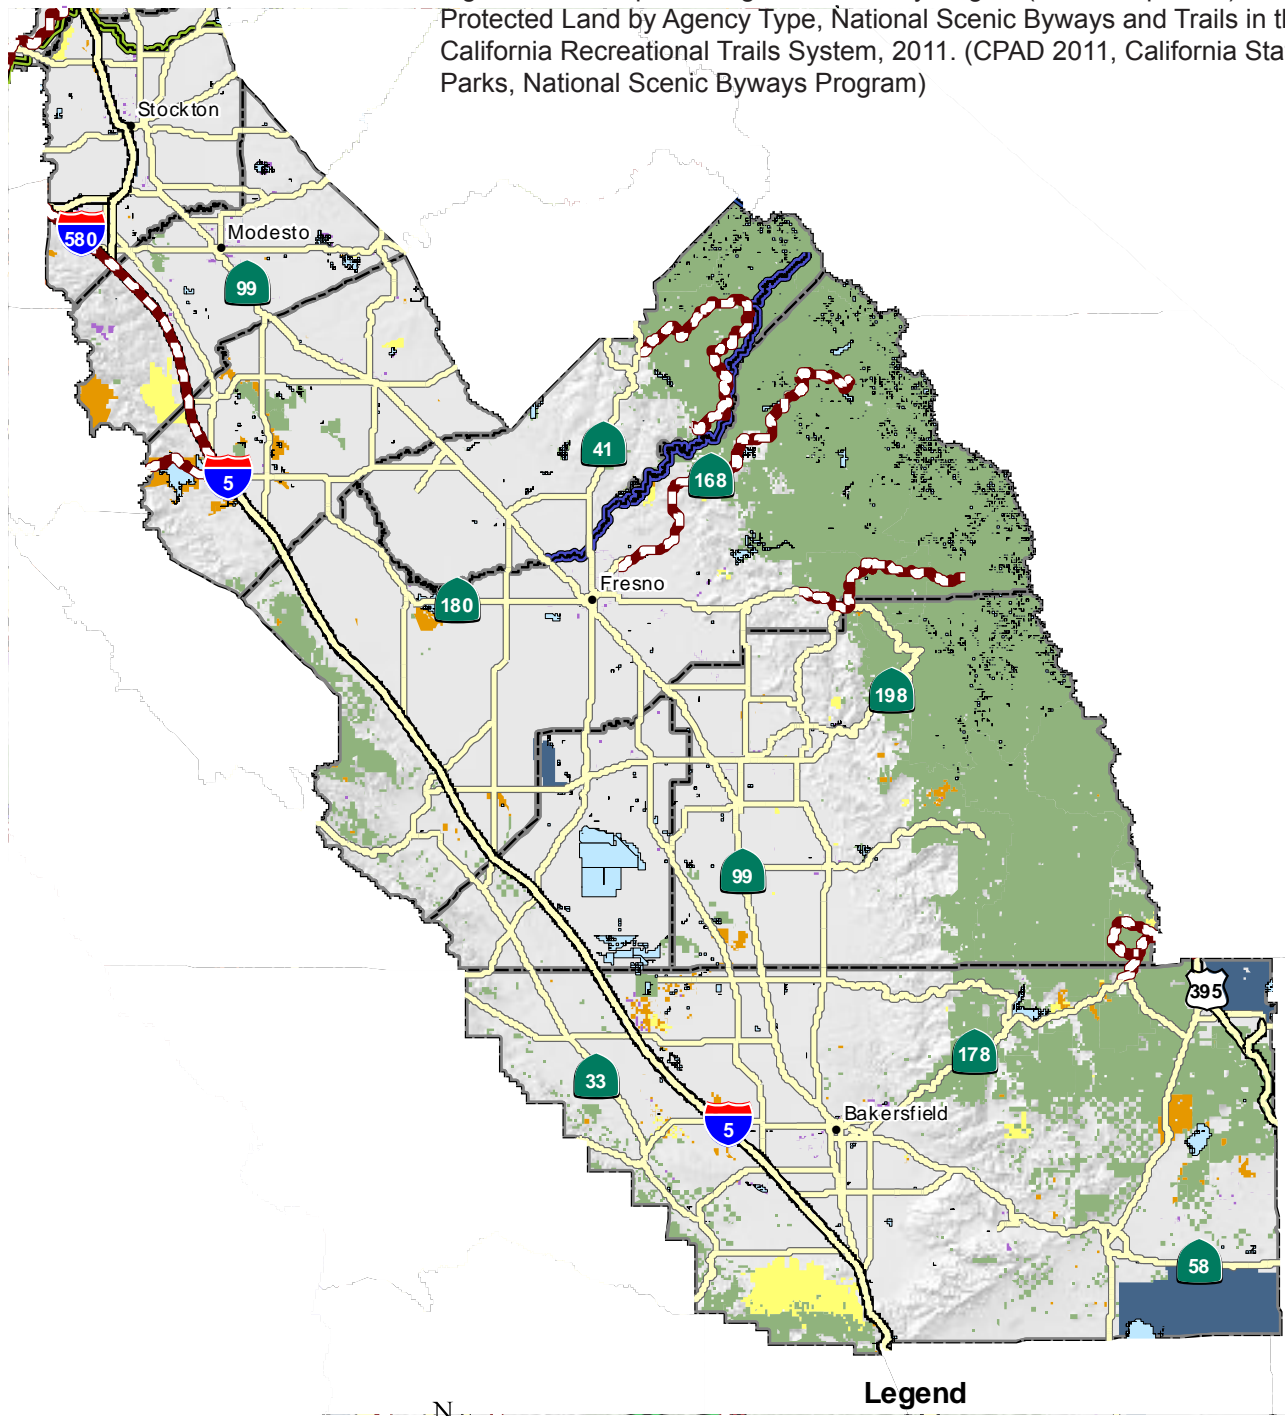 Protected Land by Agency Type, National Scenic Byways and Trails in th
California Recreational Trails System, 2011. (CPAD 2011, California Sta
Parks, National Scenic Byways Program)
Stockton
580
Modesto
99
41
5
168
180
Fresno
198
99
395
178
33
5
Bakersfield
58
Legend
N